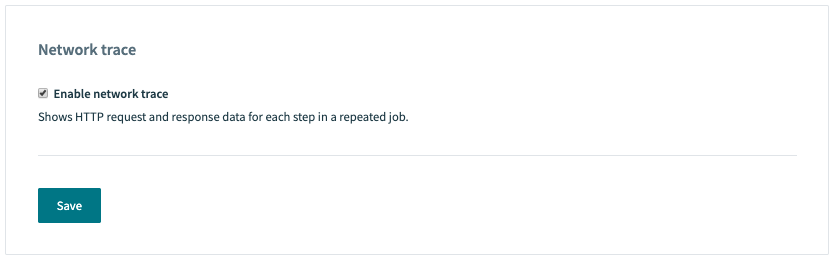 Network trace
Enable network trace
Shows HTTP request and response data for each step in a repeated job.
Save